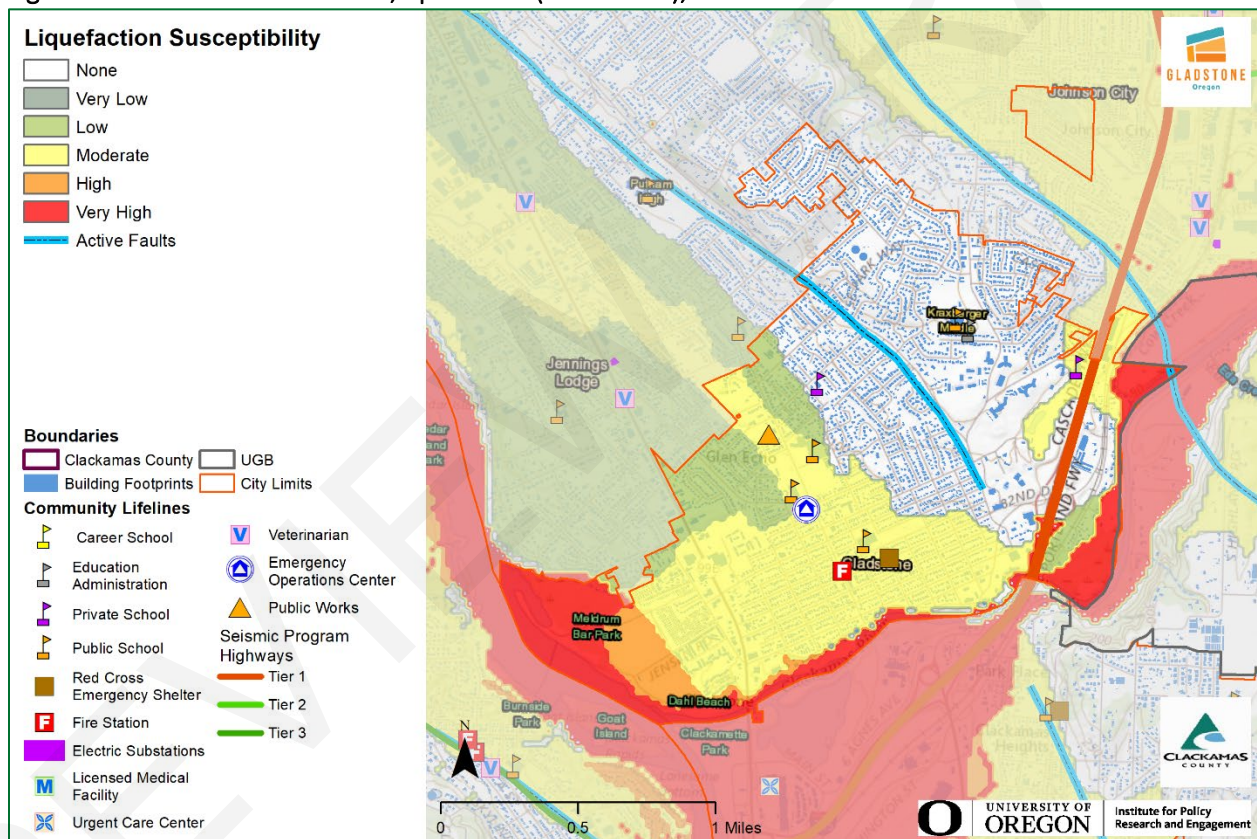 Liquefaction Susceptibility
None
Very Low
Low
Moderate
High
Very High
Active Faults
Boundaries
Clackamas County
UGB
Building Footprints
City Limits
Community Lifelines
Career School
Education
Administration
Private School
Public School
Red Cross
Emergency Shelter
Fire Station
Electric Substations
Licensed Medical
Facility
Urgent Care Center
Veterinarian
Emergency
Operations Center
Public Works
Seismic Program
Highways
Tier 1
Tier 2
Tier 3
GLADSTONE
Oregon
Johnson City
Johnson City
Putnam
High
Kraxberger
Middle
Jennings
Lodge
Glen Echo
82ND D
Gladstone
Meldrum
Bar Park
Dahl Beach
Burnside
Park
Goat
Island
Clackamette
Park
Clackamas
Heights
N
0 0.5 1 Miles
CLACKAMAS
COUNTY
UNIVERSITY OF
OREGON
Institute for Policy
Research and Engagement